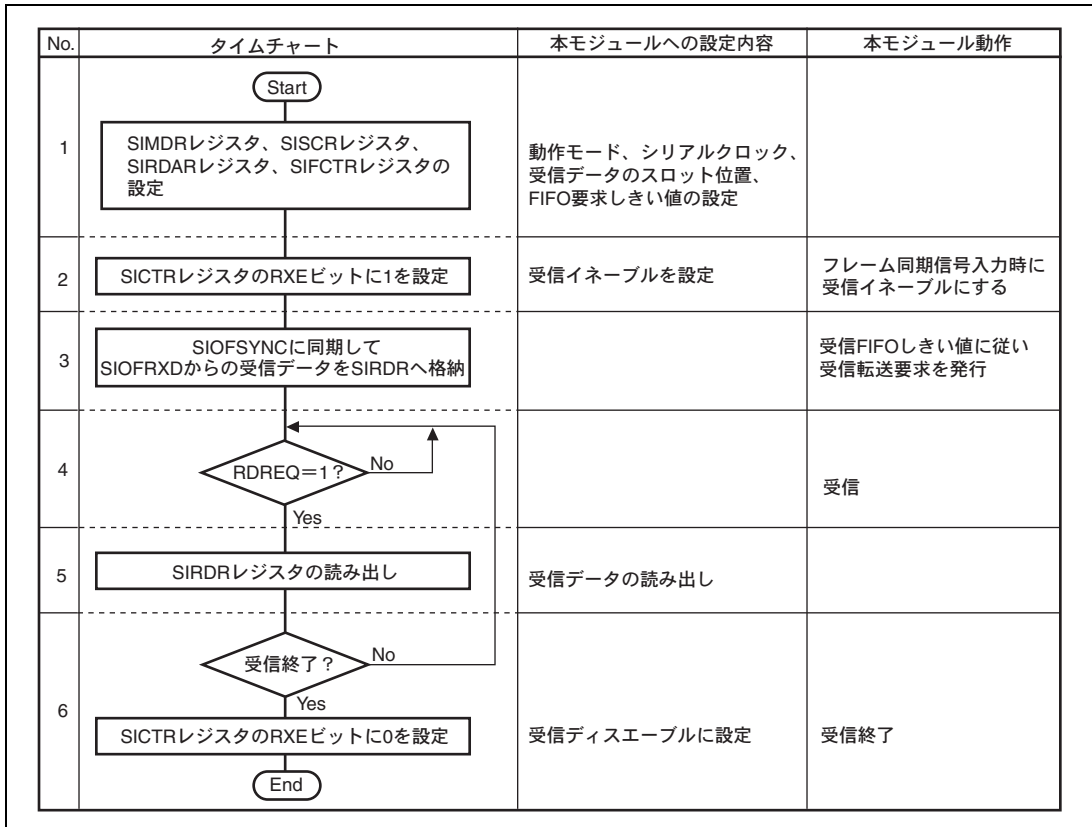 No.
タイムチャート
本モジュールへの設定内容
本モジュール動作
Start
1
SIMDRレジスタ、SISCRレジスタ、
SIRDARレジスタ、SIFCTRレジスタの
設定
動作モード、シリアルクロック、
受信データのスロット位置、
FIFO要求しきい値の設定
2
SICTRレジスタのRXEビットに1を設定
受信イネーブルを設定
フレーム同期信号入力時に
受信イネーブルにする
3
SIOFSYNCに同期して
SIOFRXDからの受信データをSIRDRへ格納
受信FIFOしきい値に従い
受信転送要求を発行
4
RDREQ＝1？
No
Yes
受信
5
SIRDRレジスタの読み出し
受信データの読み出し
6
受信終了？
No
Yes
SICTRレジスタのRXEビットに0を設定
受信ディスエーブルに設定
受信終了
End